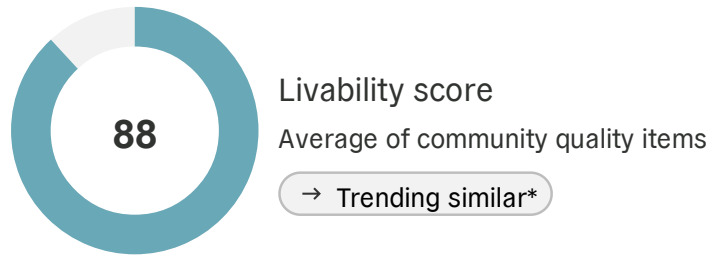 88
Livability score
Average of community quality items
→ Trending similar*